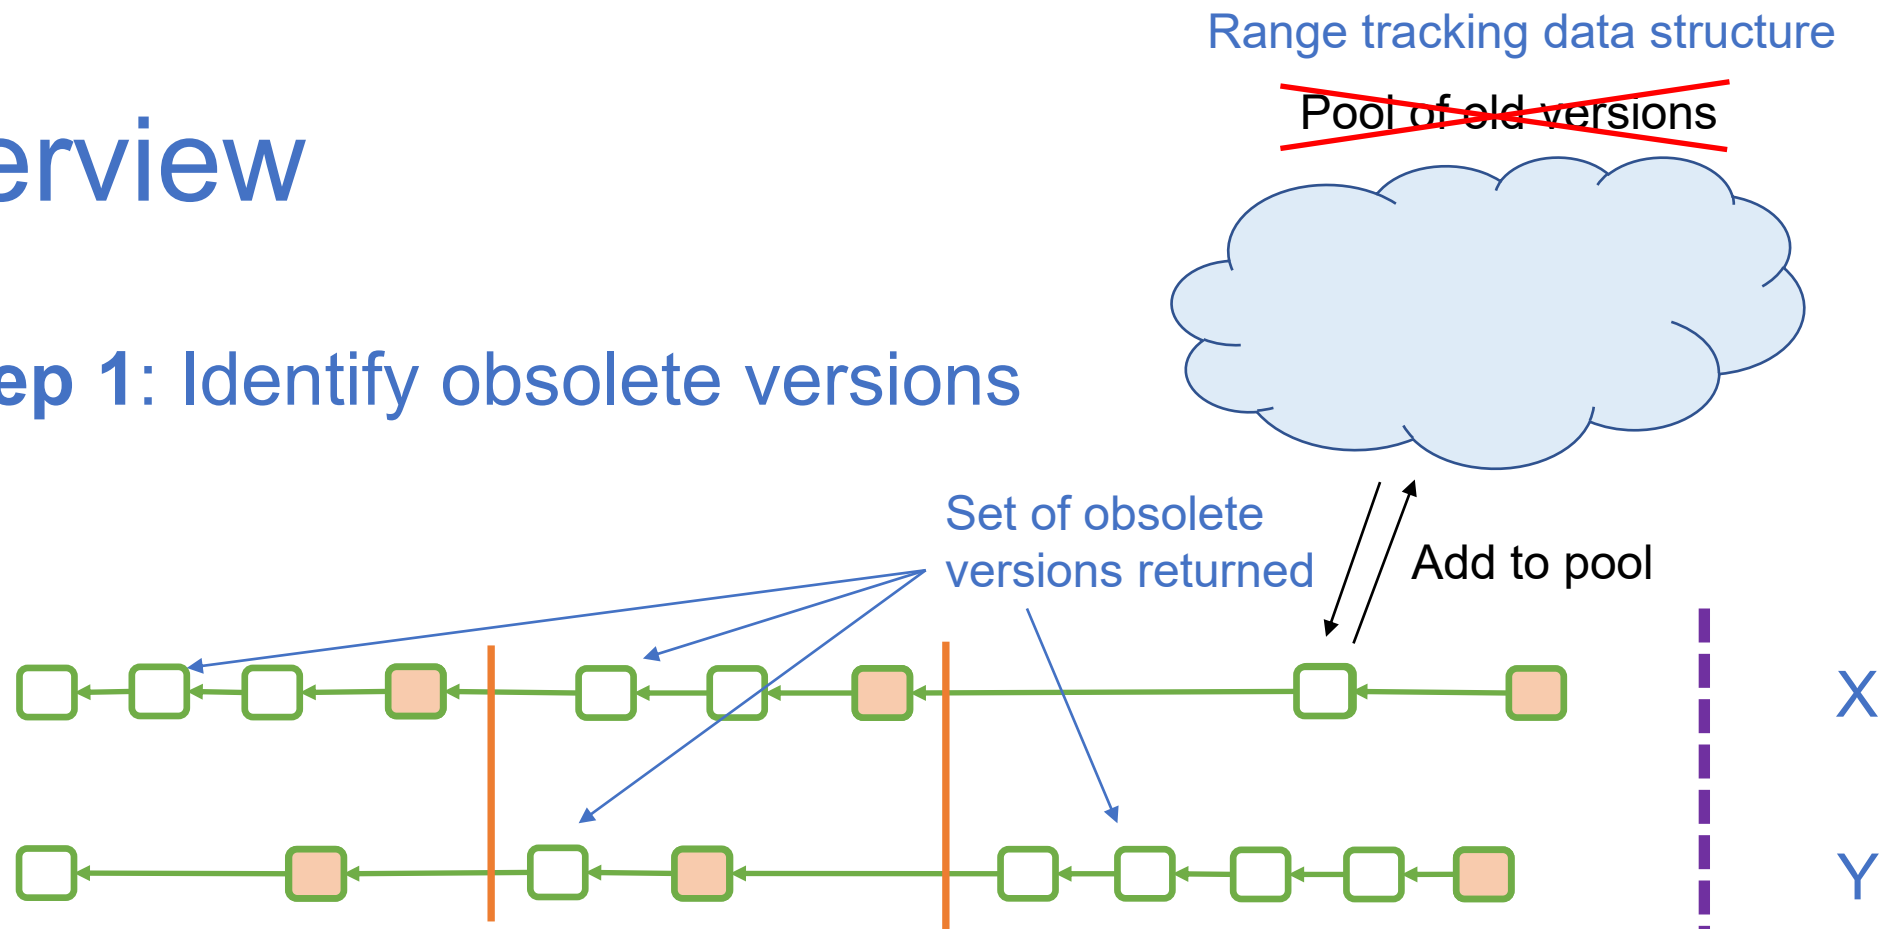 Range tracking data structure
Pool of old versions
erview
ep 1: Identify obsolete versions
Set of obsolete
versions returned
Add to pool
X
Y